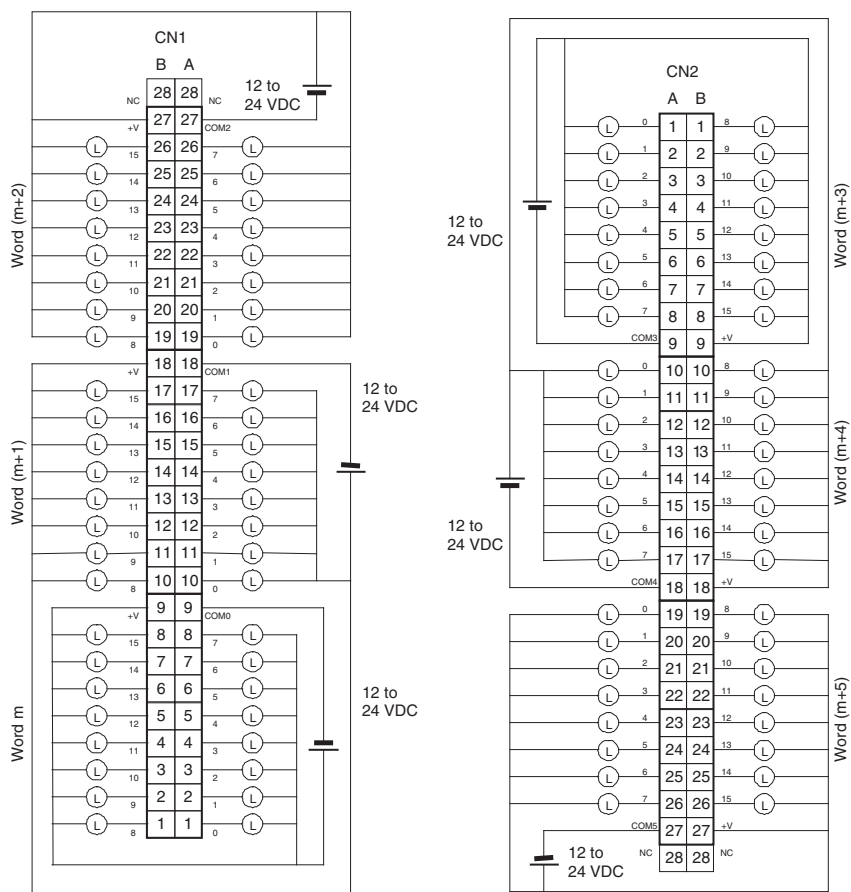 CN1
B A
12 to
24 VDC
NC 28 28 NC
+V 27 27 COM2
Word (m+2)
L 15 26 26 7 L
L 14 25 25 6 L
L 13 24 24 5 L
L 12 23 23 4 L
L 11 22 22 3 L
L 10 21 21 2 L
L 9 20 20 1 L
L 8 19 19 0 L
+V 18 18 COM1
12 to
24 VDC
Word (m+1)
L 15 17 17 7 L
L 14 16 16 6 L
L 13 15 15 5 L
L 12 14 14 4 L
L 11 13 13 3 L
L 10 12 12 2 L
L 9 11 11 1 L
L 8 10 10 0 L
+V 9 9 COM0
12 to
24 VDC
Word m
L 15 8 8 7 L
L 14 7 7 6 L
L 13 6 6 5 L
L 12 5 5 4 L
L 11 4 4 3 L
L 10 3 3 2 L
L 9 2 2 1 L
L 8 1 1 0 L
CN2
A B
12 to
24 VDC
Word (m+3)
L 0 1 1 8 L
L 1 2 2 9 L
L 2 3 3 10 L
L 3 4 4 11 L
L 4 5 5 12 L
L 5 6 6 13 L
L 6 7 7 14 L
L 7 8 8 15 L
COM3 9 9 +V
12 to
24 VDC
Word (m+4)
L 0 10 10 8 L
L 1 11 11 9 L
L 2 12 12 10 L
L 3 13 13 11 L
L 4 14 14 12 L
L 5 15 15 13 L
L 6 16 16 14 L
L 7 17 17 15 L
COM4 18 18 +V
Word (m+5)
L 0 19 19 8 L
L 1 20 20 9 L
L 2 21 21 10 L
L 3 22 22 11 L
L 4 23 23 12 L
L 5 24 24 13 L
L 6 25 25 14 L
L 7 26 26 15 L
COM5 27 27 +V
12 to
24 VDC
NC 28 28 NC